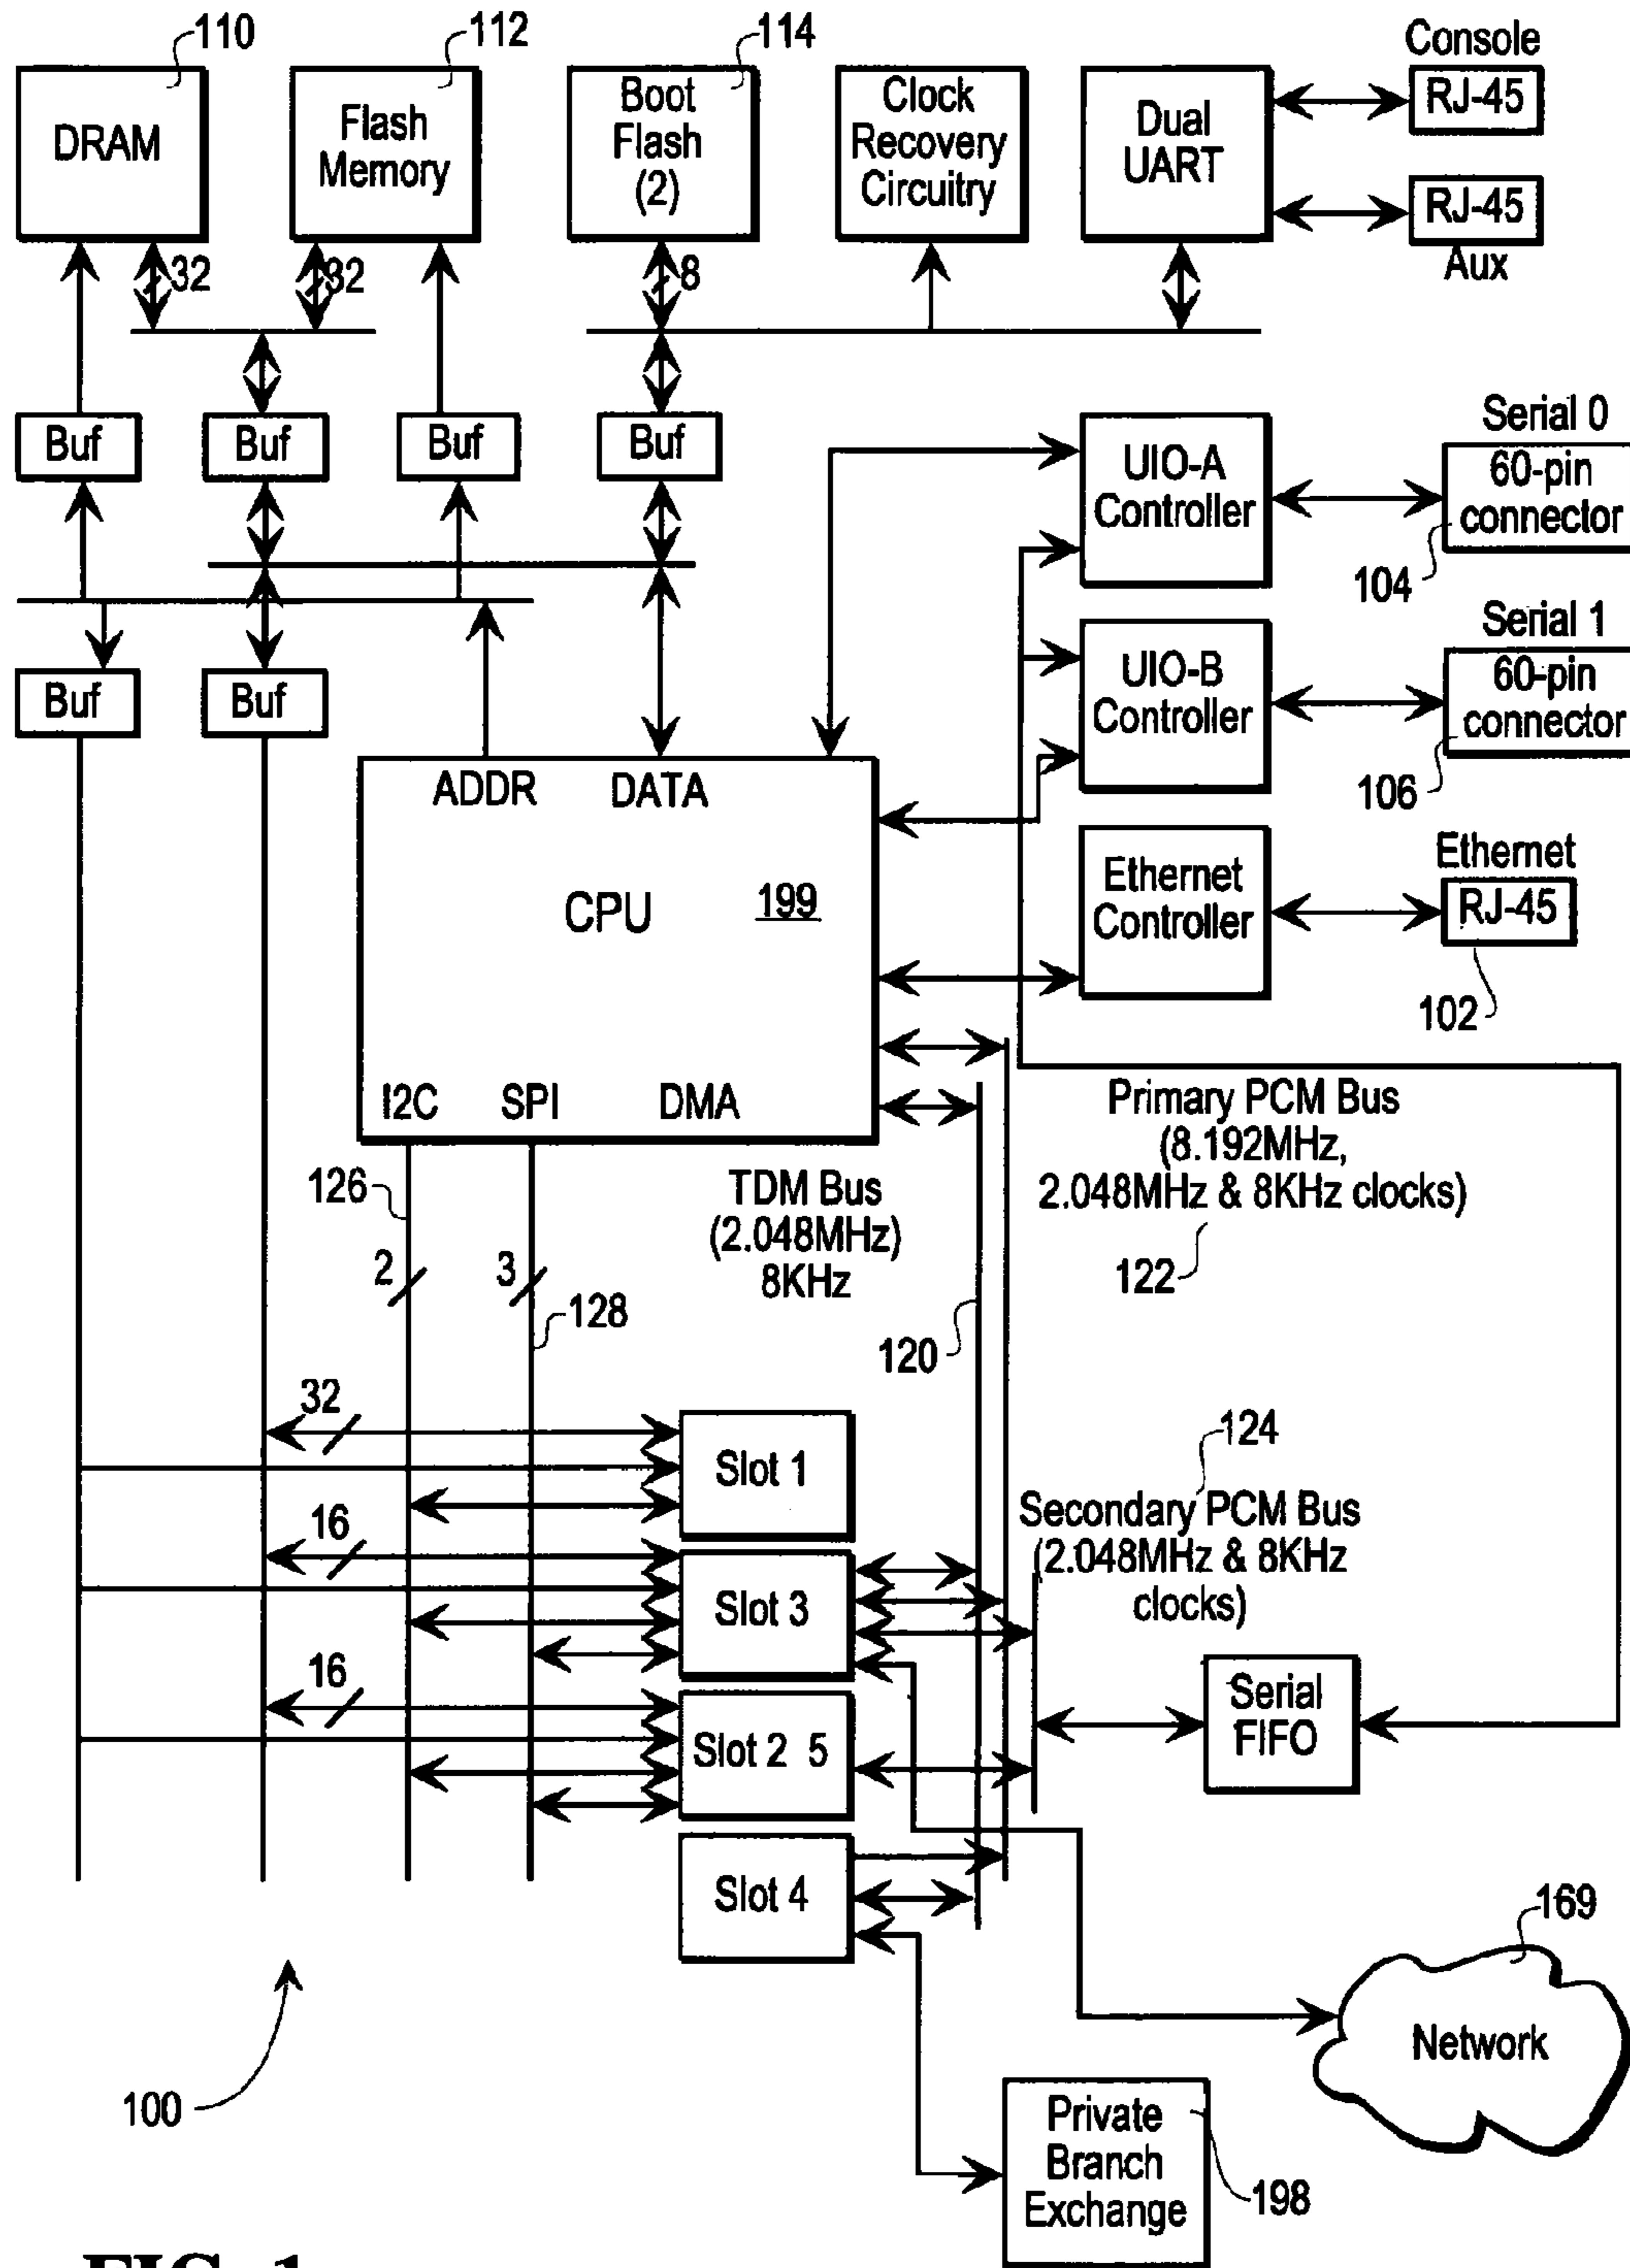 110
112
114
Console
DRAM
Flash
Memory
Boot
Flash
(2)
Clock
Recovery
Circuitry
Dual
UART
RJ-45
RJ-45
Aux
32
32
8
Buf
Buf
Buf
Buf
UIO-A
Controller
Serial 0
60-pin
connector
104
Buf
Buf
UIO-B
Controller
Serial 1
60-pin
connector
106
ADDR
DATA
CPU
199
Ethernet
Controller
Ethernet
RJ-45
102
I2C
SPI
DMA
Primary PCM Bus
(8.192MHz,
2.048MHz & 8KHz clocks)
122
126
TDM Bus
(2.048MHz)
8KHz
2
3
128
120
32
Slot 1
124
Secondary PCM Bus
(2.048MHz & 8KHz
clocks)
16
Slot 3
16
Slot 2 5
Serial
FIFO
Slot 4
169
Network
100
Private
Branch
Exchange
198
FIG. 1